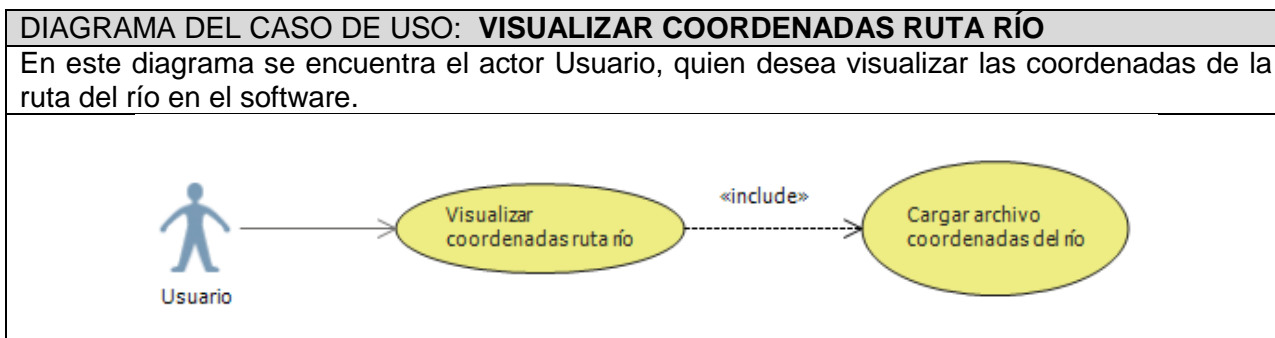 DIAGRAMA DEL CASO DE USO: VISUALIZAR COORDENADAS RUTA RÍO
En este diagrama se encuentra el actor Usuario, quien desea visualizar las coordenadas de la
ruta del río en el software.
Usuario
Visualizar
coordenadas ruta río
«include»
Cargar archivo
coordenadas del río